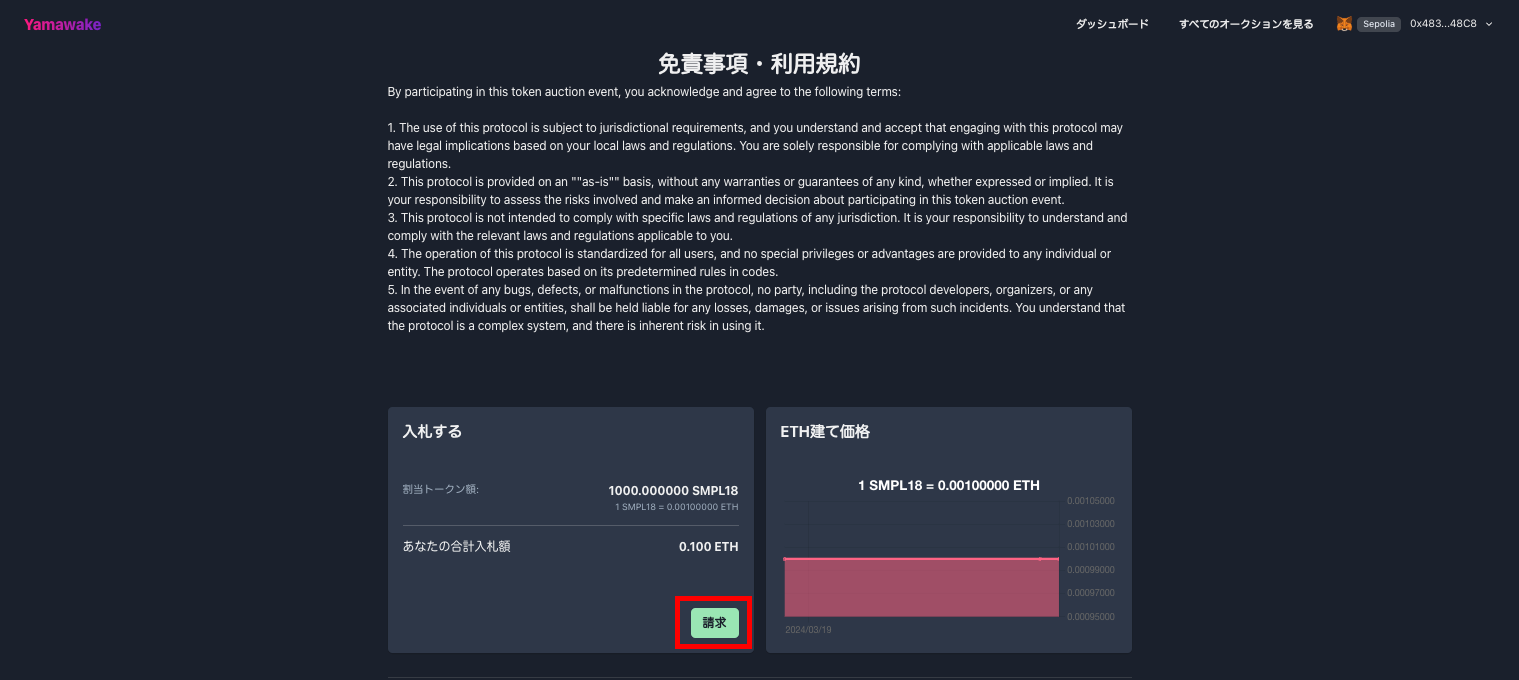 Yamawake
ダッシュボード
すべてのオークションを見る
Sepolia
0x483...48C8
免責事項・利用規約
By participating in this token auction event, you acknowledge and agree to the following terms:
1. The use of this protocol is subject to jurisdictional requirements, and you understand and accept that engaging with this protocol may
have legal implications based on your local laws and regulations. You are solely responsible for complying with applicable laws and
regulations.
2. This protocol is provided on an ""as-is"" basis, without any warranties or guarantees of any kind, whether expressed or implied. It is
your responsibility to assess the risks involved and make an informed decision about participating in this token auction event.
3. This protocol is not intended to comply with specific laws and regulations of any jurisdiction. It is your responsibility to understand and
comply with the relevant laws and regulations applicable to you.
4. The operation of this protocol is standardized for all users, and no special privileges or advantages are provided to any individual or
entity. The protocol operates based on its predetermined rules in codes.
5. In the event of any bugs, defects, or malfunctions in the protocol, no party, including the protocol developers, organizers, or any
associated individuals or entities, shall be held liable for any losses, damages, or issues arising from such incidents. You understand that
the protocol is a complex system, and there is inherent risk in using it.
入札する
割当トークン額:
1000.000000 SMPL18
1 SMPL18 = 0.00100000 ETH
あなたの合計入札額
0.100 ETH
請求
ETH建て価格
1 SMPL18 = 0.00100000 ETH
0.00105000
0.00103000
0.00101000
0.00099000
0.00097000
0.00095000
2024/03/19